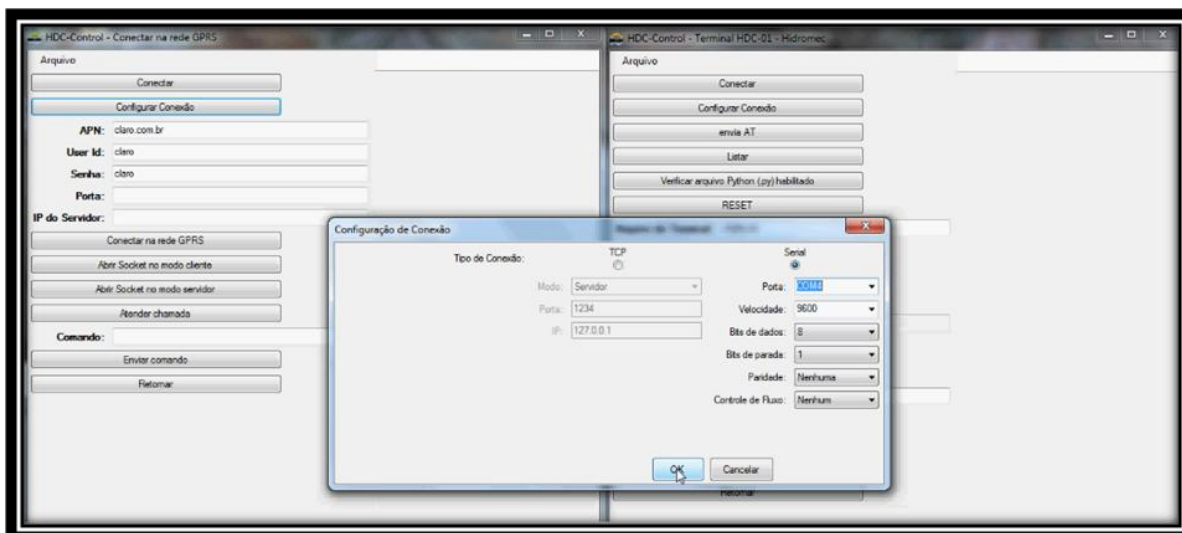 HDC-Control - Conectar na rede GPRS
Arquivo
Conectar
Configurar Conexão
APN: claro.com.br
User Id: claro
Senha: claro
Porta:
IP do Servidor:
Conectar na rede GPRS
Abrir Socket no modo cliente
Abrir Socket no modo servidor
Atender chamada
Comando:
Enviar comando
Retornar
HDC-Control - Terminal HDC-01 - Hidromec
Arquivo
Conectar
Configurar Conexão
envia AT
Listar
Verificar arquivo Python (.py) habilitado
RESET
Retornar
Configuração de Conexão
Tipo de Conexão: TCP Serial
Modo: Servidor
Porta: 1234
IP: 127.0.0.1
Porta: COM4
Velocidade: 9600
Bits de dados: 8
Bits de parada: 1
Paridade: Nenhuma
Controle de Fluxo: Nenhum
OK Cancelar